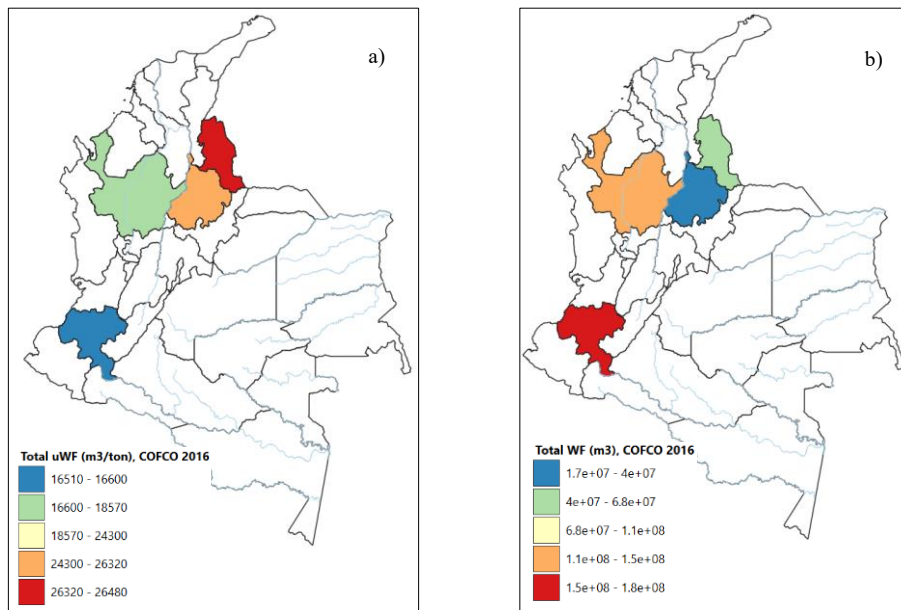 a)
Total uWF (m3/ton), COFCO 2016
16510 - 16600
16600 - 18570
18570 - 24300
24300 - 26320
26320 - 26480
b)
Total WF (m3), COFCO 2016
1.7e+07 - 4e+07
4e+07 - 6.8e+07
6.8e+07 - 1.1e+08
1.1e+08 - 1.5e+08
1.5e+08 - 1.8e+08